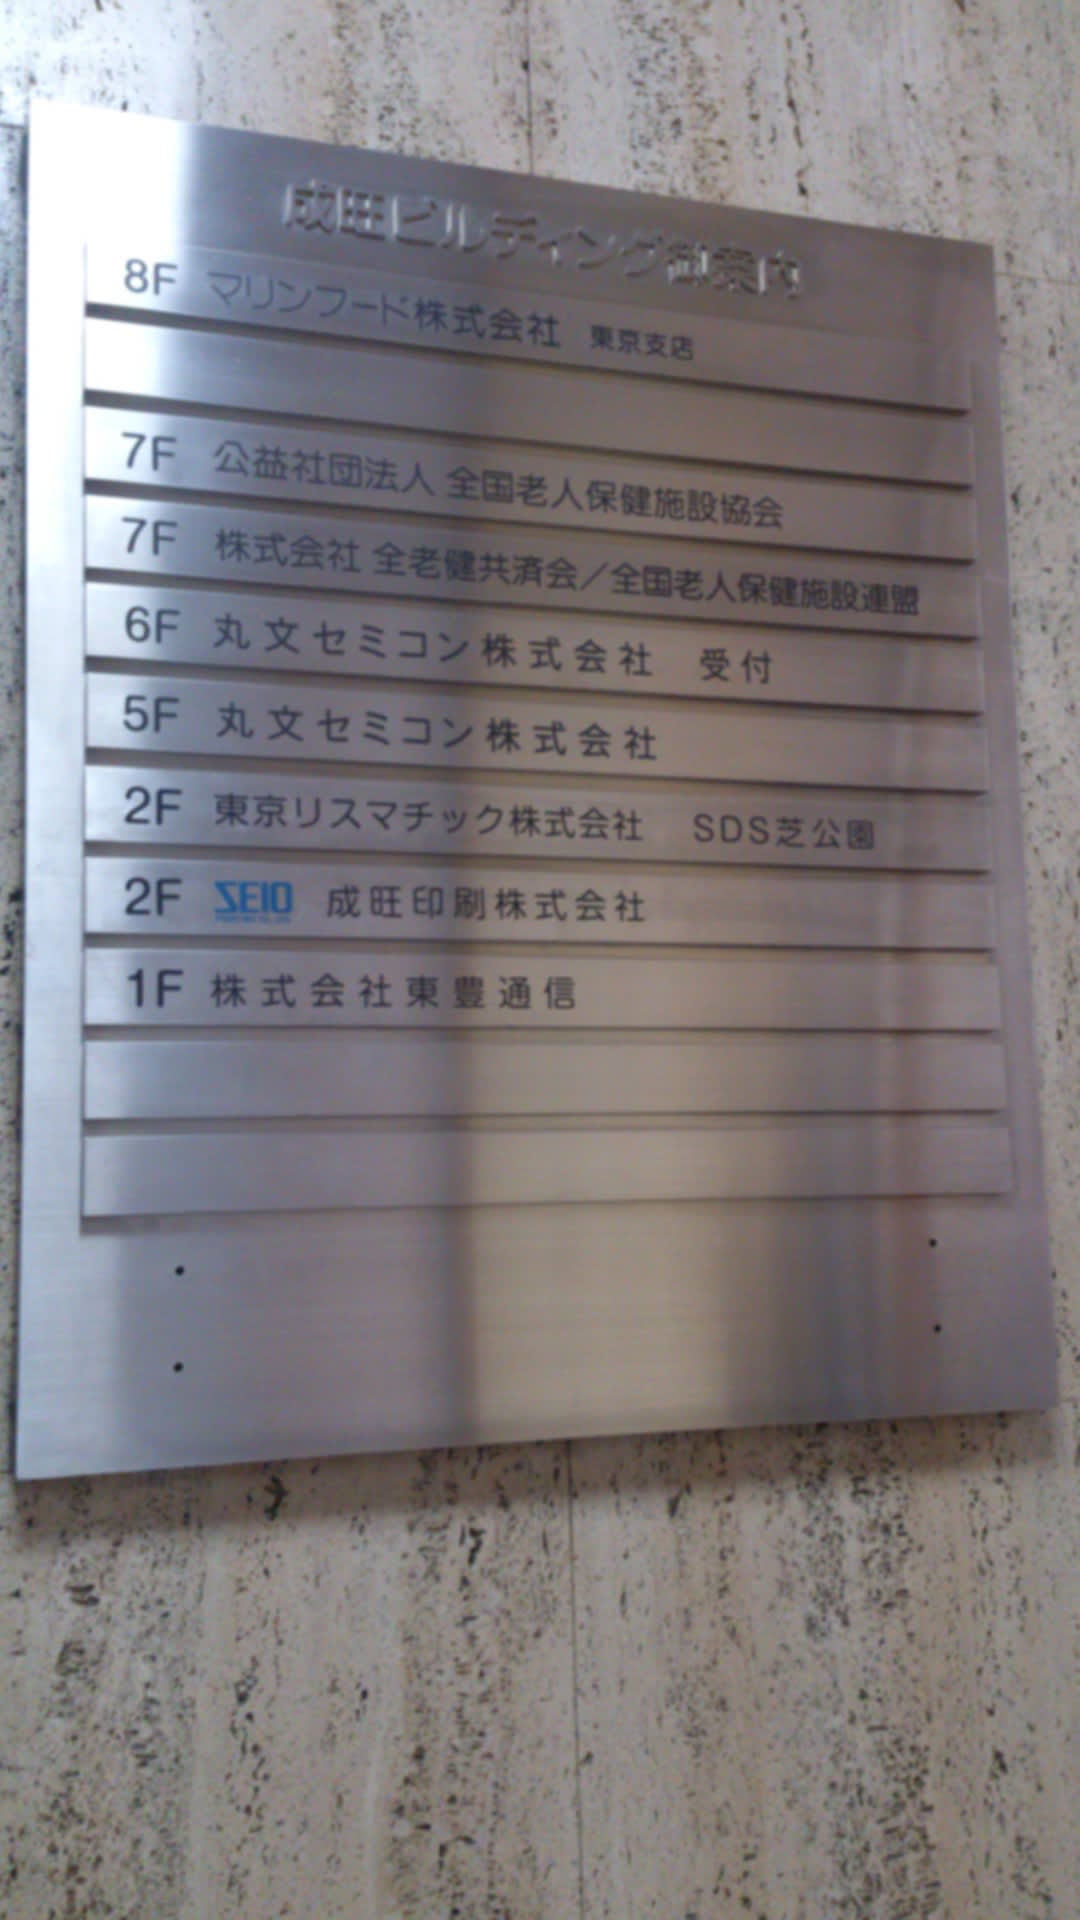 成旺ビルディング御案内
8F マリンフード株式会社 東京支店
7F 公益社団法人 全国老人保健施設協会
7F 株式会社 全老健共済会／全国老人保健施設連盟
6F 丸文セミコン株式会社 受付
5F 丸文セミコン株式会社
2F 東京リスマチック株式会社 SDS芝公園
2F SEIO 成旺印刷株式会社
1F 株式会社東豊通信